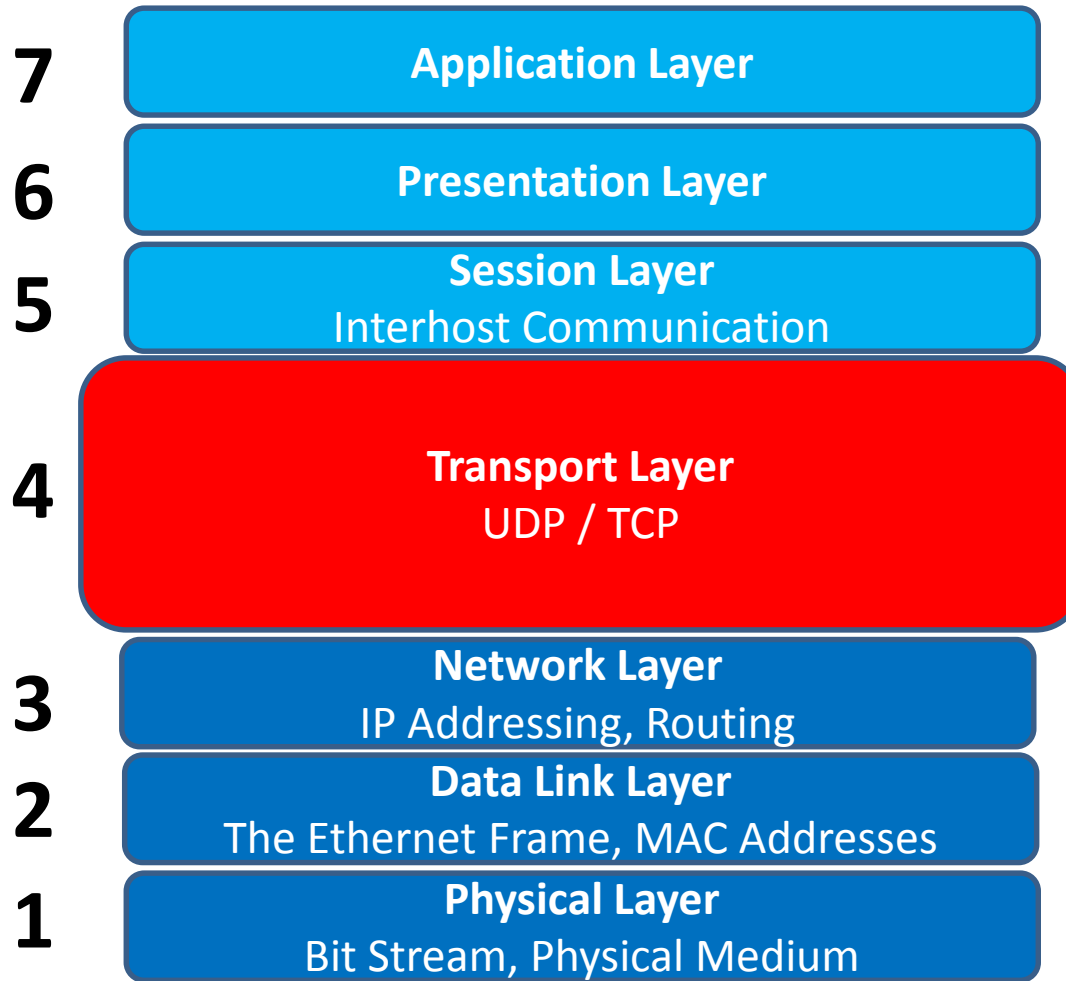 7
Application Layer
6
Presentation Layer
5
Session Layer
Interhost Communication
4
Transport Layer
UDP / TCP
3
Network Layer
IP Addressing, Routing
2
Data Link Layer
The Ethernet Frame, MAC Addresses
1
Physical Layer
Bit Stream, Physical Medium